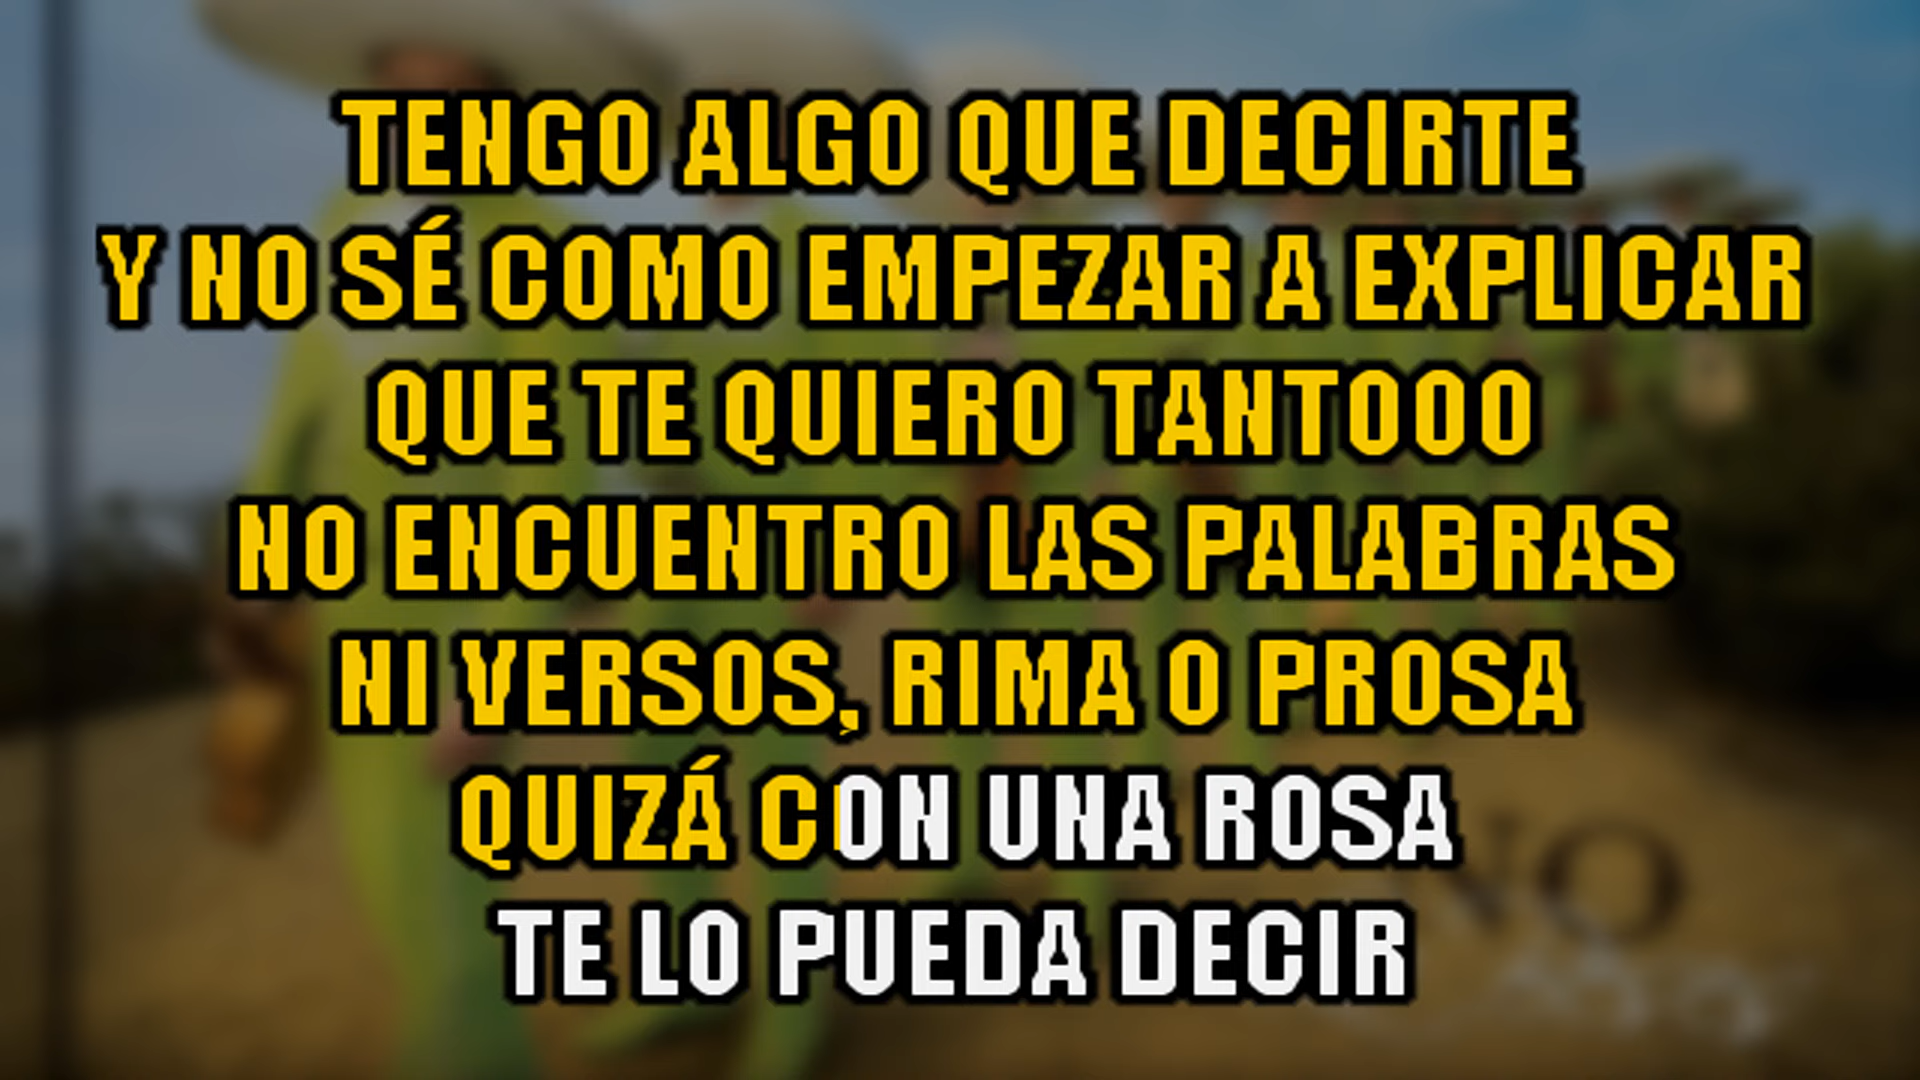 TENGO ALGO QUE DECIRTE
Y NO SÉ COMO EMPEZAR A EXPLICAR
QUE TE QUIERO TANTOOO
NO ENCUENTRO LAS PALABRAS
NI VERSOS, RIMA O PROSA
QUIZÁ CON UNA ROSA
TE LO PUEDA DECIR
NO